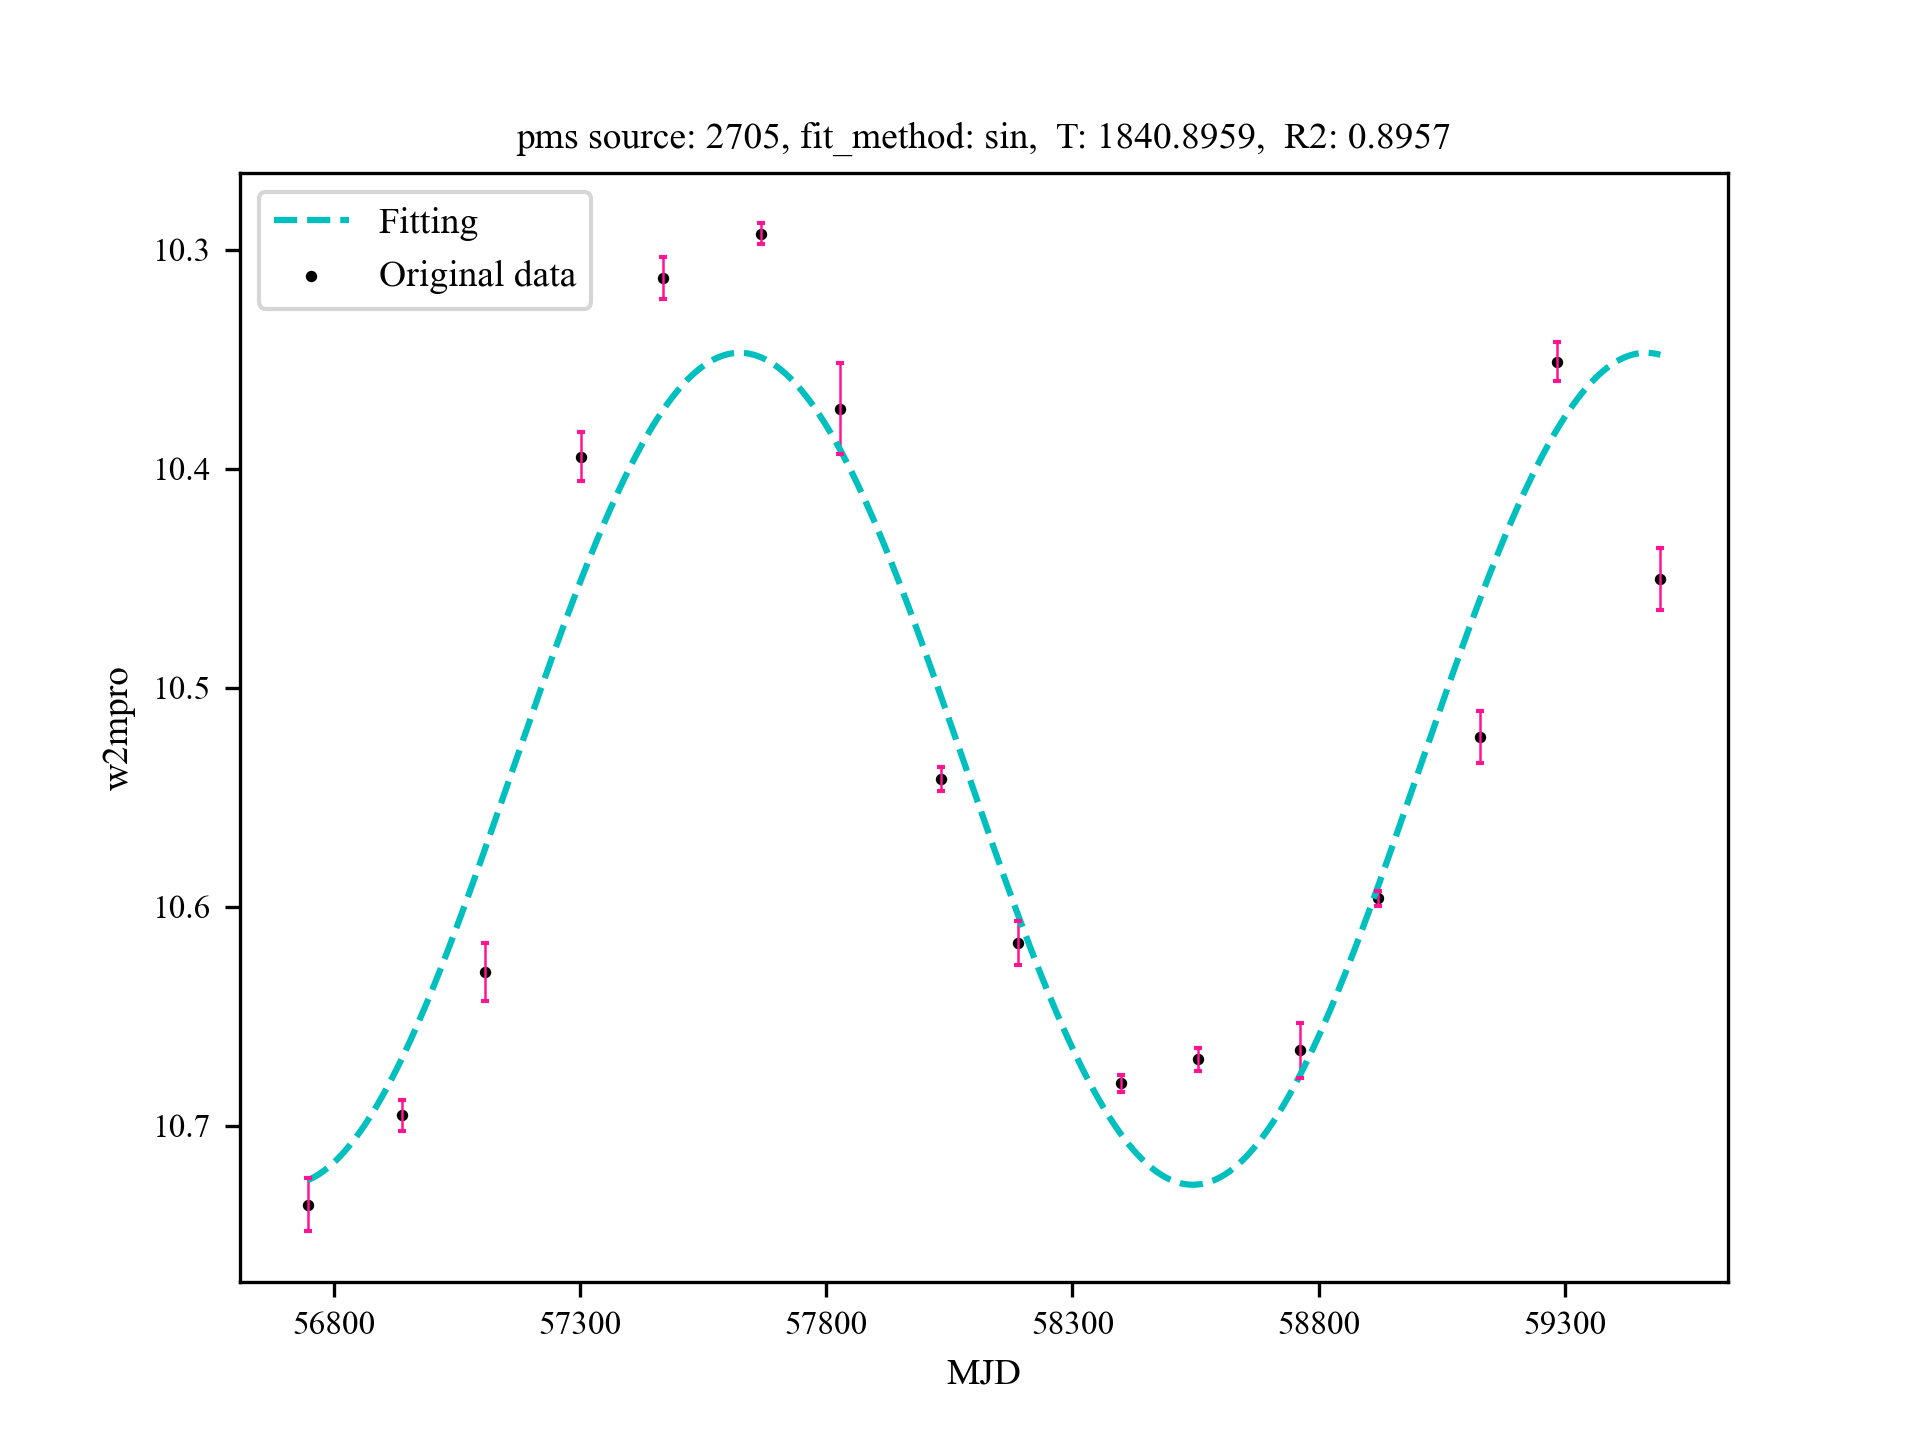 pms source: 2705, fit_method: sin,  T: 1840.8959,  R2: 0.8957
Fitting
Original data
10.3
10.4
10.5
10.6
10.7
w2mpro
56800 57300 57800 58300 58800 59300
MJD